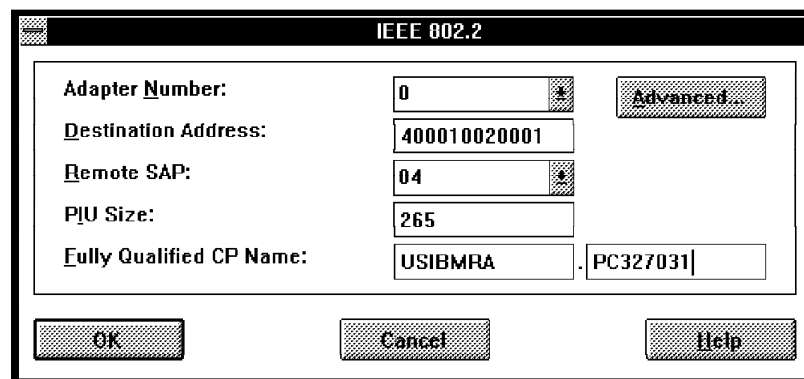 IEEE 802.2
Adapter Number: 0 Advanced...
Destination Address: 400010020001
Remote SAP: 04
PIU Size: 265
Fully Qualified CP Name: USIBMRA . PC327031
OK Cancel Help